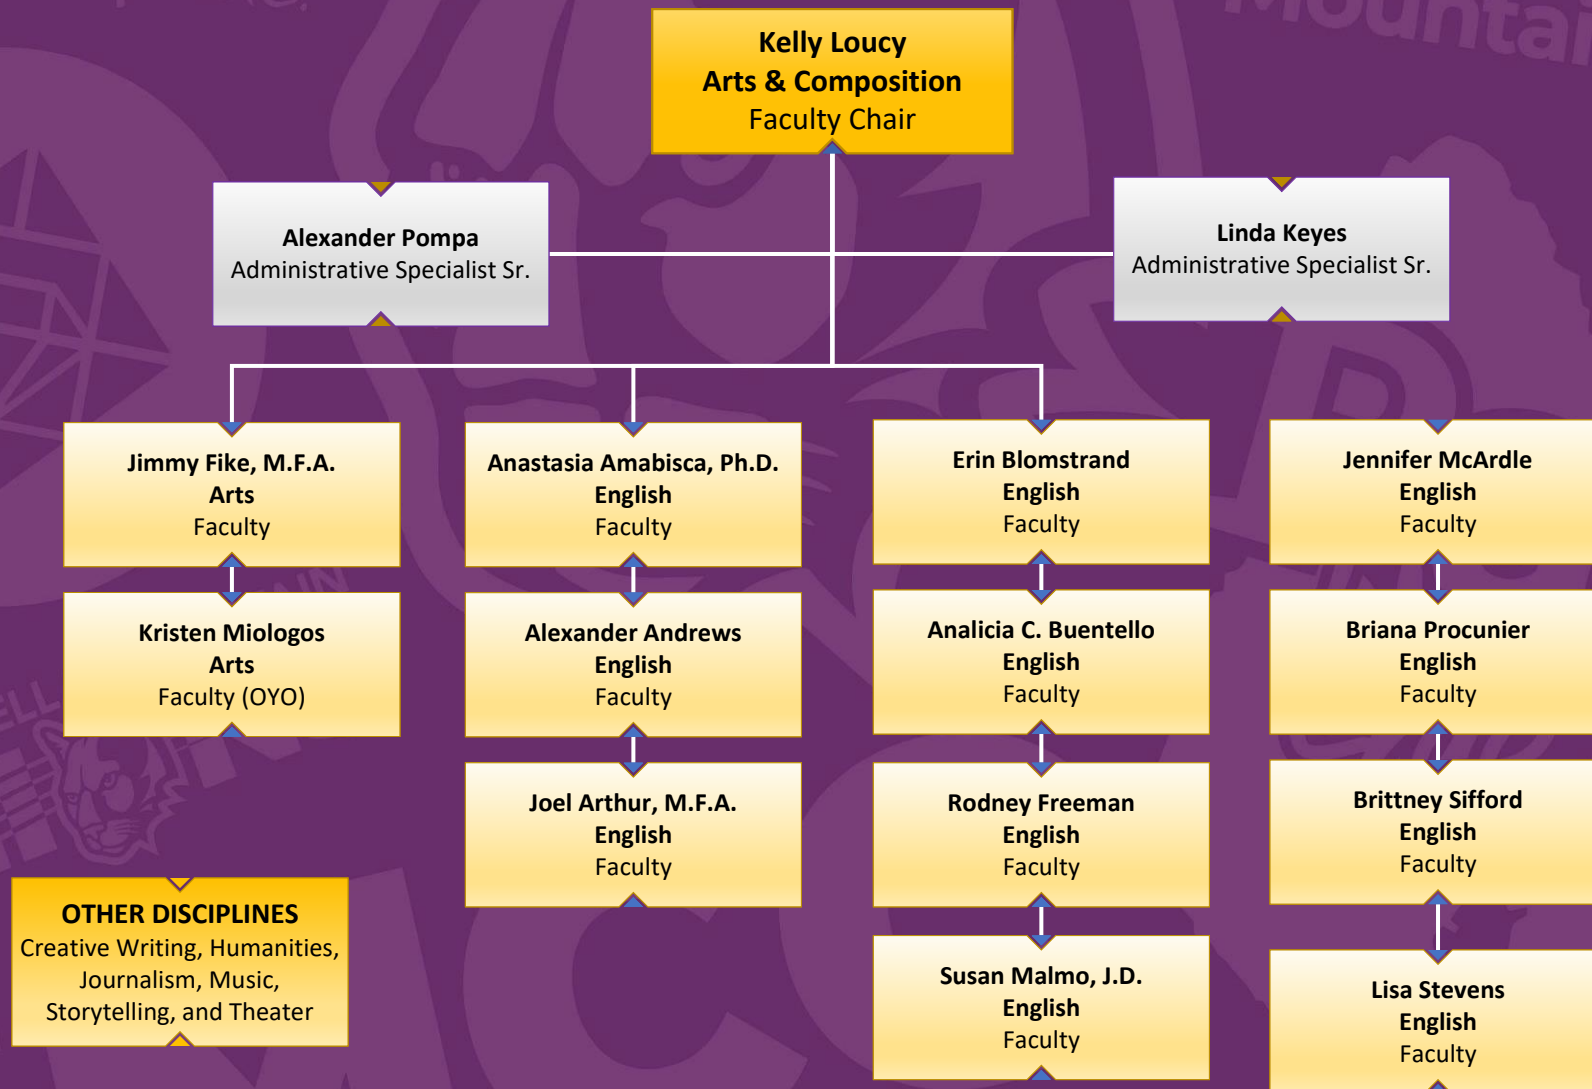 Mountai
Kelly Loucy
Arts & Composition
Faculty Chair
Alexander Pompa
Administrative Specialist Sr.
Linda Keyes
Administrative Specialist Sr.
Jimmy Fike, M.F.A.
Arts
Faculty
Anastasia Amabisca, Ph.D.
English
Faculty
Erin Blomstrand
English
Faculty
Jennifer McArdle
English
Faculty
Kristen Miologos
Arts
Faculty (OYO)
Alexander Andrews
English
Faculty
Analicia C. Buentello
English
Faculty
Briana Procunier
English
Faculty
Joel Arthur, M.F.A.
English
Faculty
Rodney Freeman
English
Faculty
Brittney Sifford
English
Faculty
OTHER DISCIPLINES
Creative Writing, Humanities,
Journalism, Music,
Storytelling, and Theater
Susan Malmo, J.D.
English
Faculty
Lisa Stevens
English
Faculty